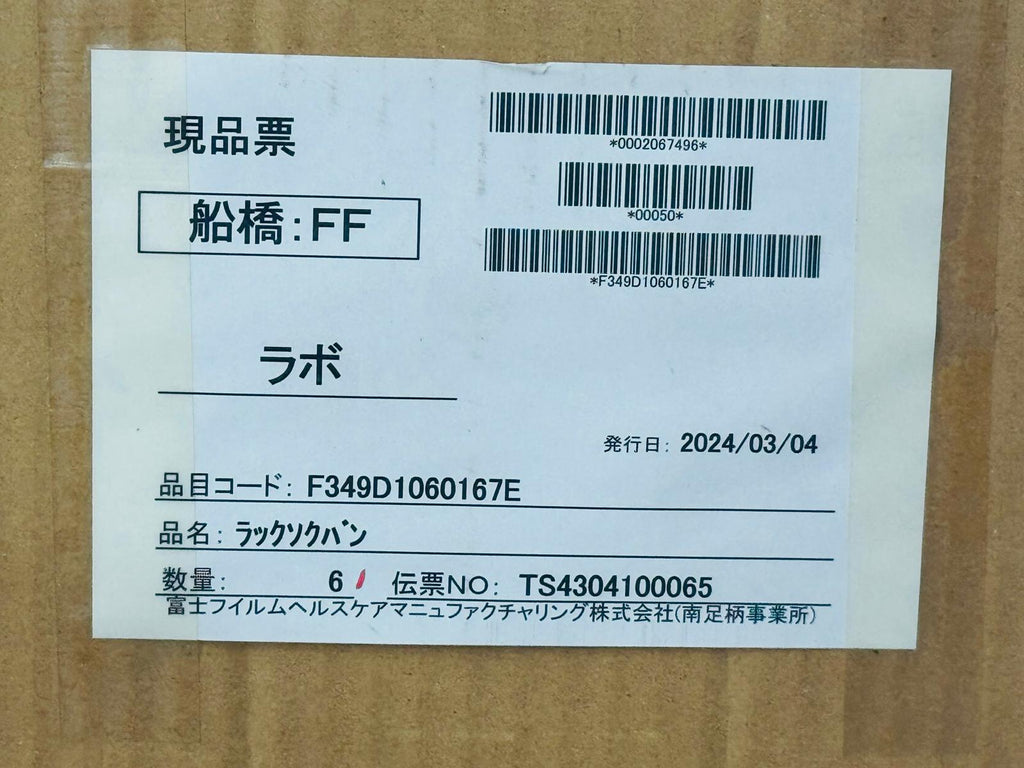 現品票
*0002067496*
*00050*
船橋:FF
*F349D1060167E*
ラボ
発行日: 2024/03/04
品目コード: F349D1060167E
品名: ラックソクバン
数量: 6 伝票NO: TS4304100065
富士フイルムヘルスケアマニュファクチャリング株式会社(南足柄事業所)